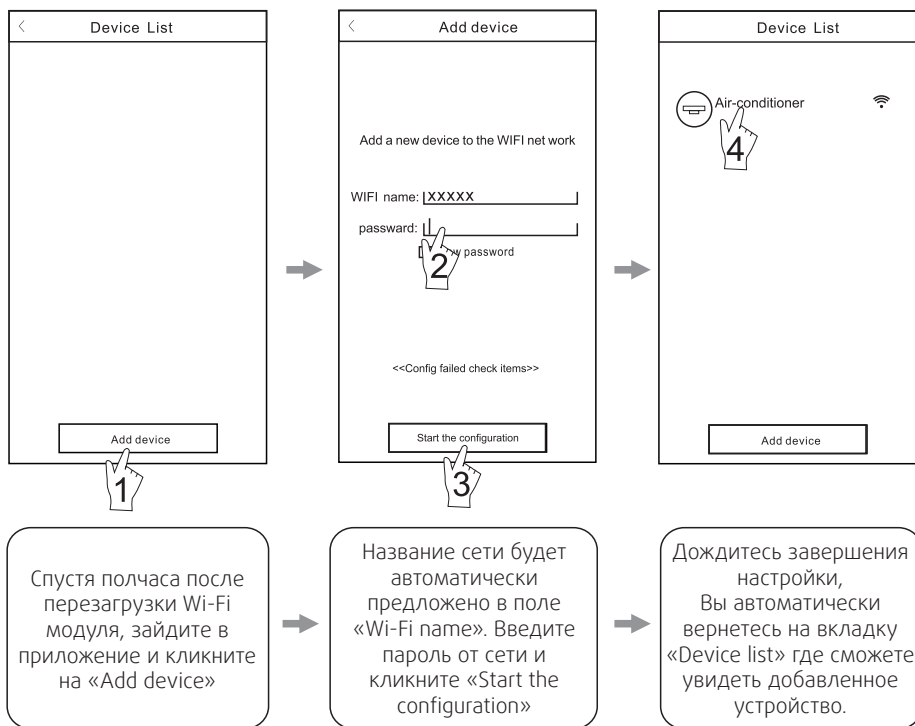 Device List
Add device
1
Add device
Add a new device to the WIFI net work
WIFI name: XXXXX
passward:
password
2
<<Config failed check items>>
Start the configuration
3
Device List
Air-conditioner
4
Add device
Спустя полчаса после
перезагрузки Wi-Fi
модуля, зайдите в
приложение и кликните
на «Add device»
Название сети будет
автоматически
предложено в поле
«Wi-Fi name». Введите
пароль от сети и
кликните «Start the
configuration»
Дождитесь завершения
настройки,
Вы автоматически
вернетесь на вкладку
«Device list» где сможете
увидеть добавленное
устройство.